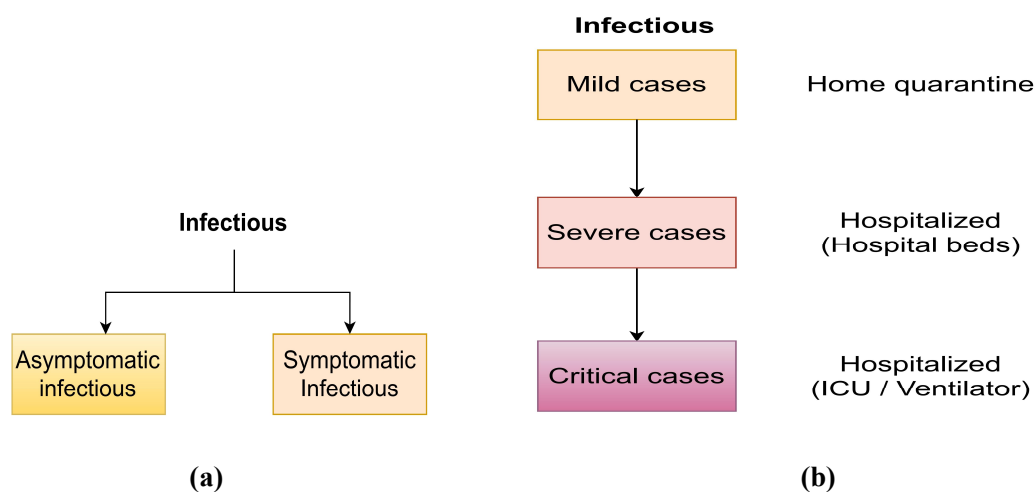 Infectious
Asymptomatic
infectious
Symptomatic
Infectious
(a)
Infectious
Mild cases
Home quarantine
Severe cases
Hospitalized
(Hospital beds)
Critical cases
Hospitalized
(ICU / Ventilator)
(b)